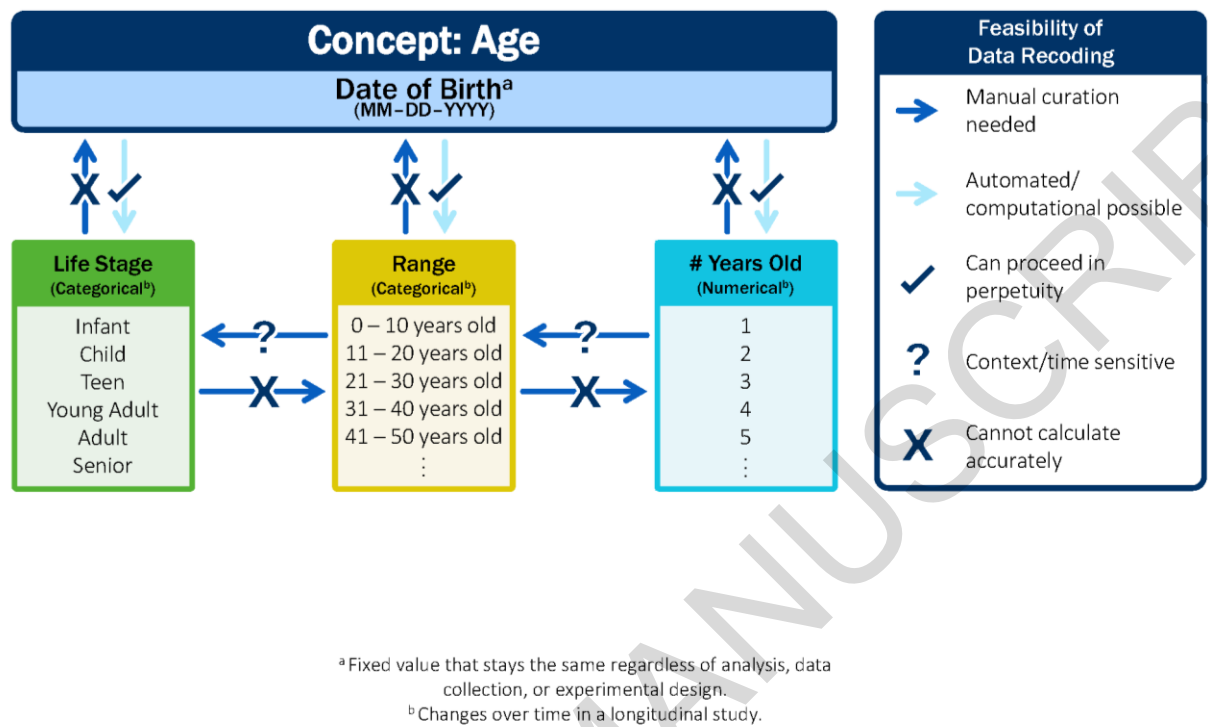 Concept: Age
Date of Birthᵃ
(MM–DD–YYYY)
X ✓ X ✓ X ✓
Life Stage
(Categoricalᵇ)
Infant
Child
Teen
Young Adult
Adult
Senior
?
X
Range
(Categoricalᵇ)
0 – 10 years old
11 – 20 years old
21 – 30 years old
31 – 40 years old
41 – 50 years old
⋮
?
X
# Years Old
(Numericalᵇ)
1
2
3
4
5
⋮
Feasibility of
Data Recoding
Manual curation
needed
Automated/
computational possible
✓ Can proceed in
perpetuity
? Context/time sensitive
X Cannot calculate
accurately
ᵃ Fixed value that stays the same regardless of analysis, data
collection, or experimental design.
ᵇ Changes over time in a longitudinal study.
MANUSCRIP